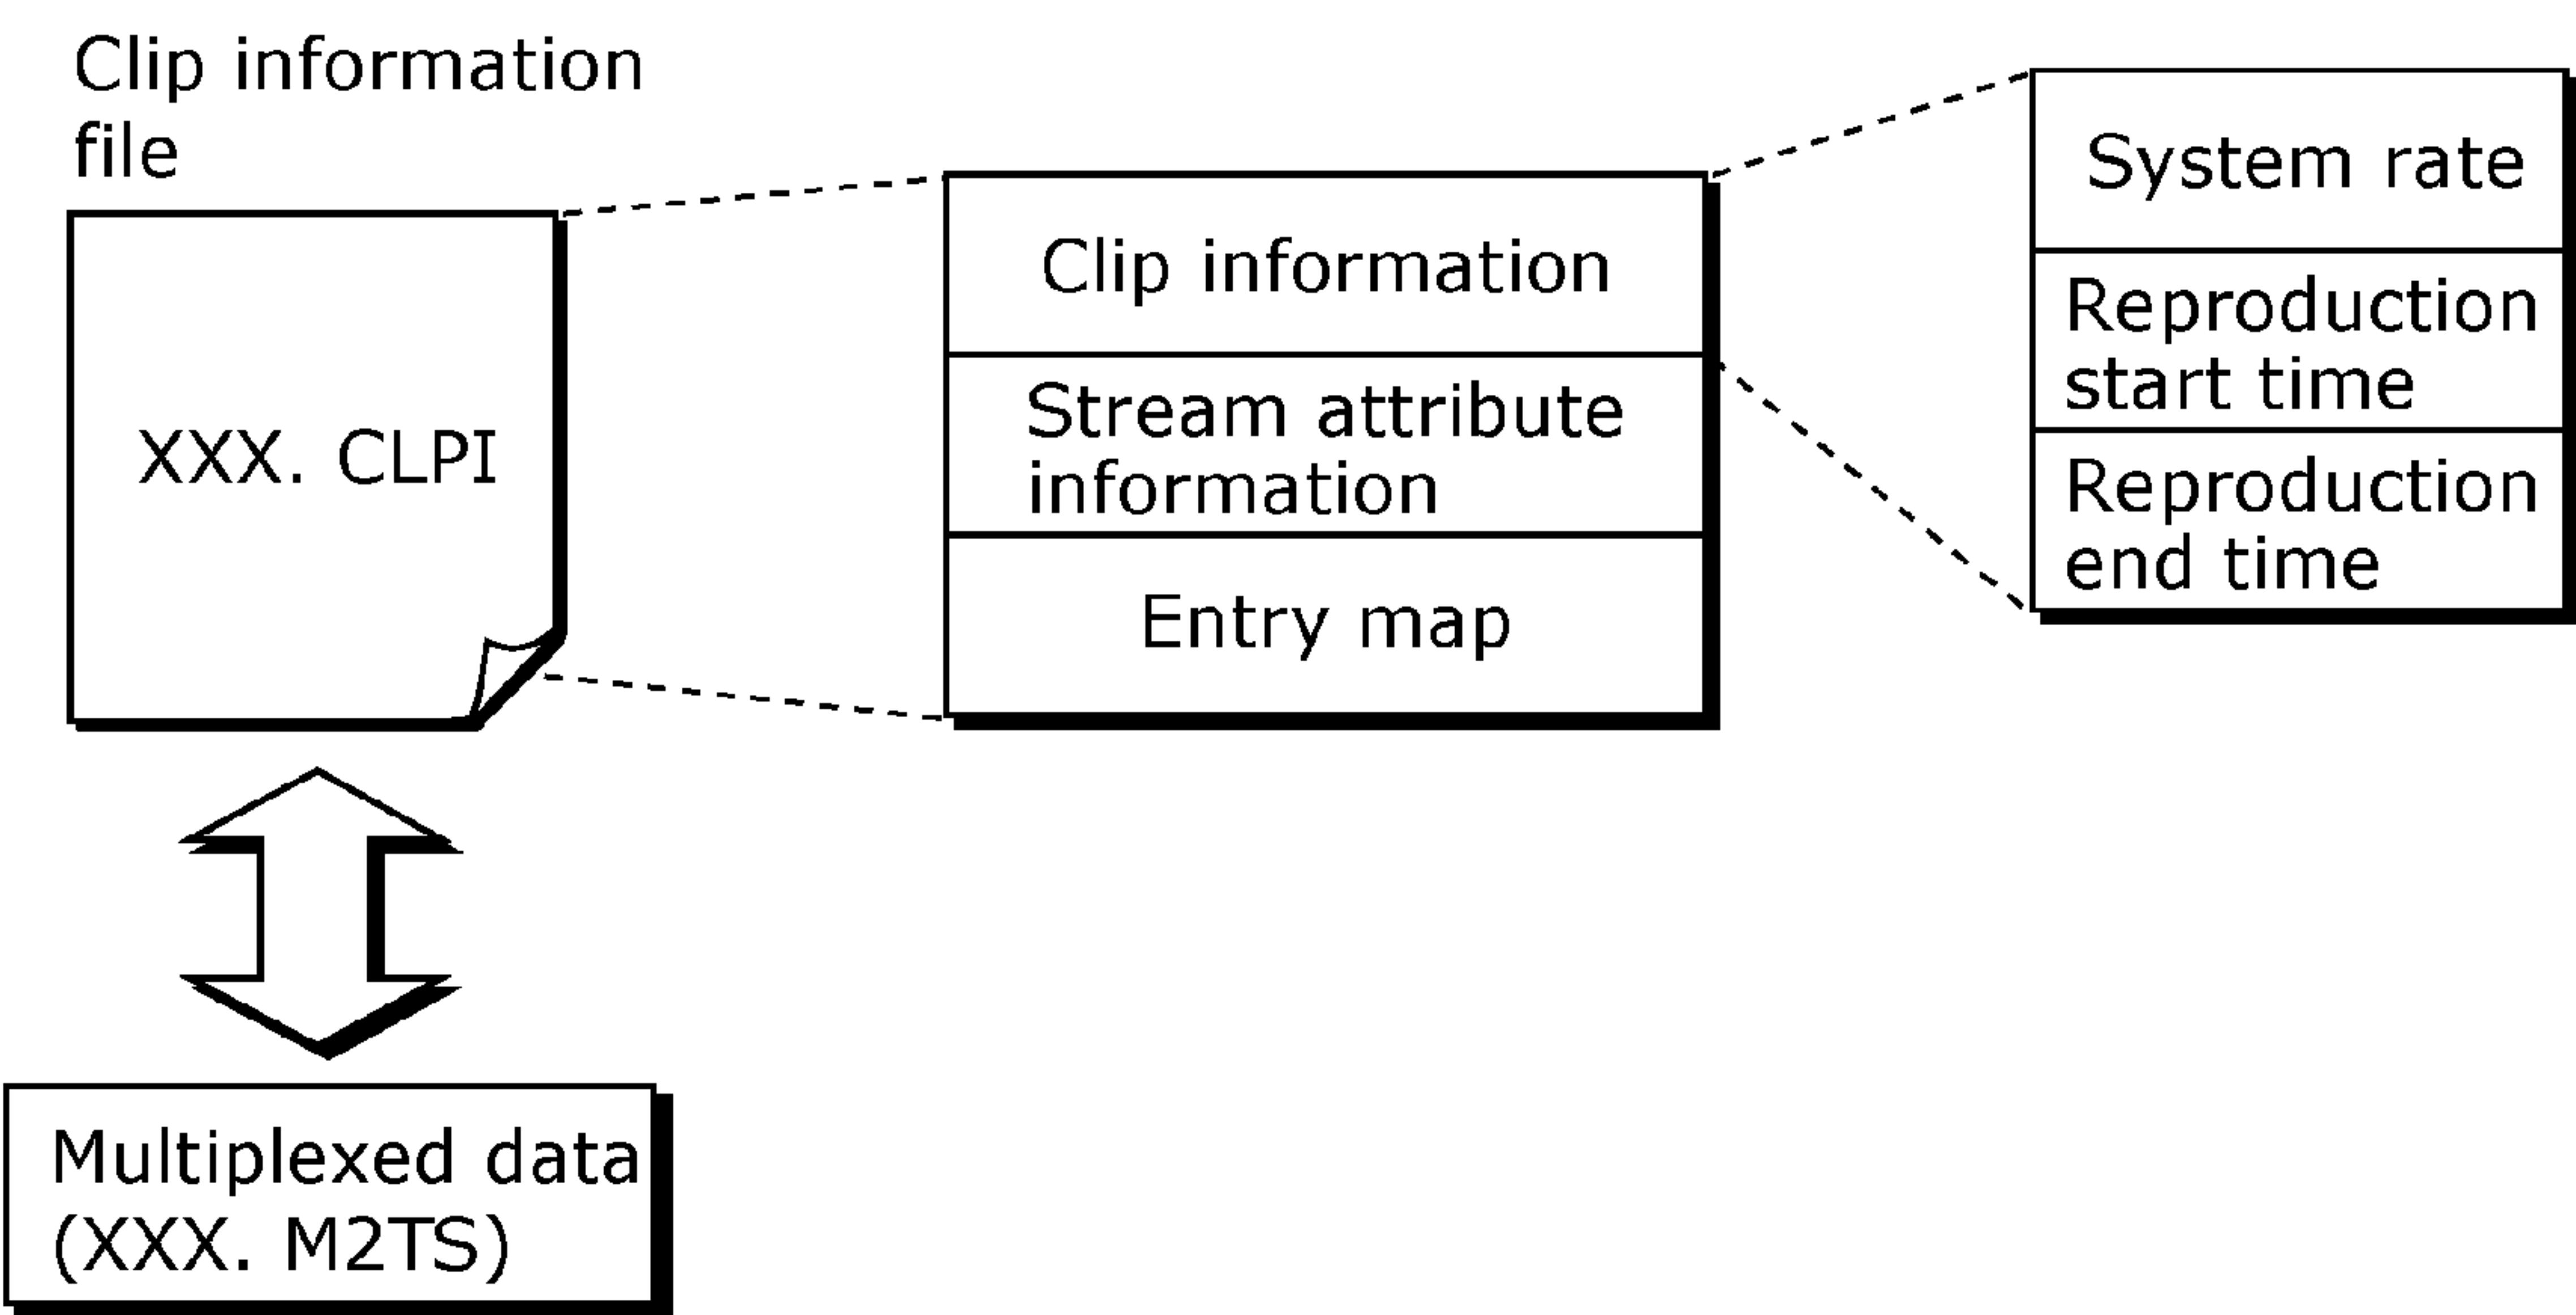 Clip information
file
XXX. CLPI
Clip information
Stream attribute
information
Entry map
System rate
Reproduction
start time
Reproduction
end time
Multiplexed data
(XXX. M2TS)